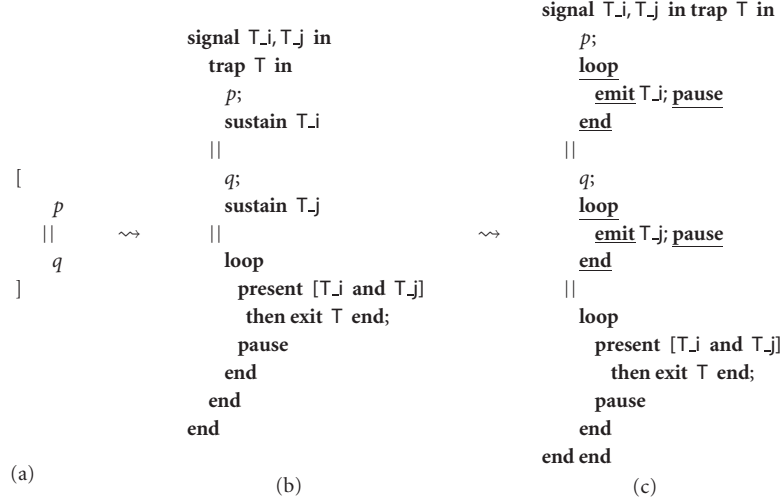 [
p
||
q
]
(a)
⇝
signal T_i, T_j in
trap T in
p;
sustain T_i
||
q;
sustain T_j
||
loop
present [T_i and T_j]
then exit T end;
pause
end
end
end
(b)
⇝
signal T_i, T_j in trap T in
p;
loop
emit T_i; pause
end
||
q;
loop
emit T_j; pause
end
||
loop
present [T_i and T_j]
then exit T end;
pause
end
end end
(c)